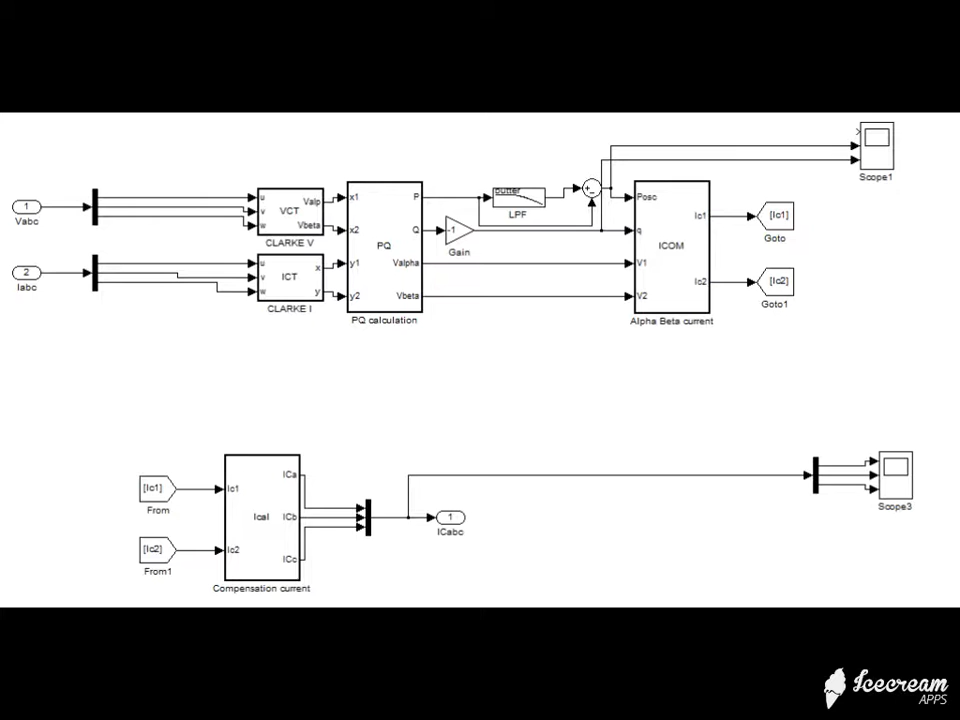 Scope1
1
Vabc
u
v
w
VCT
Valp
Vbeta
CLARKE V
2
Iabc
u
v
w
ICT
x
y
CLARKE I
x1
x2
y1
y2
PQ
P
Q
Valpha
Vbeta
PQ calculation
butter
LPF
-1
Gain
+
-
Posc
q
V1
V2
ICOM
Ic1
Ic2
Alpha Beta current
[Ic1]
Goto
[Ic2]
Goto1
[Ic1]
From
[Ic2]
From1
Ic1
Ic2
Ical
ICa
ICb
ICc
Compensation current
1
ICabc
Scope3
Icecream
APPS